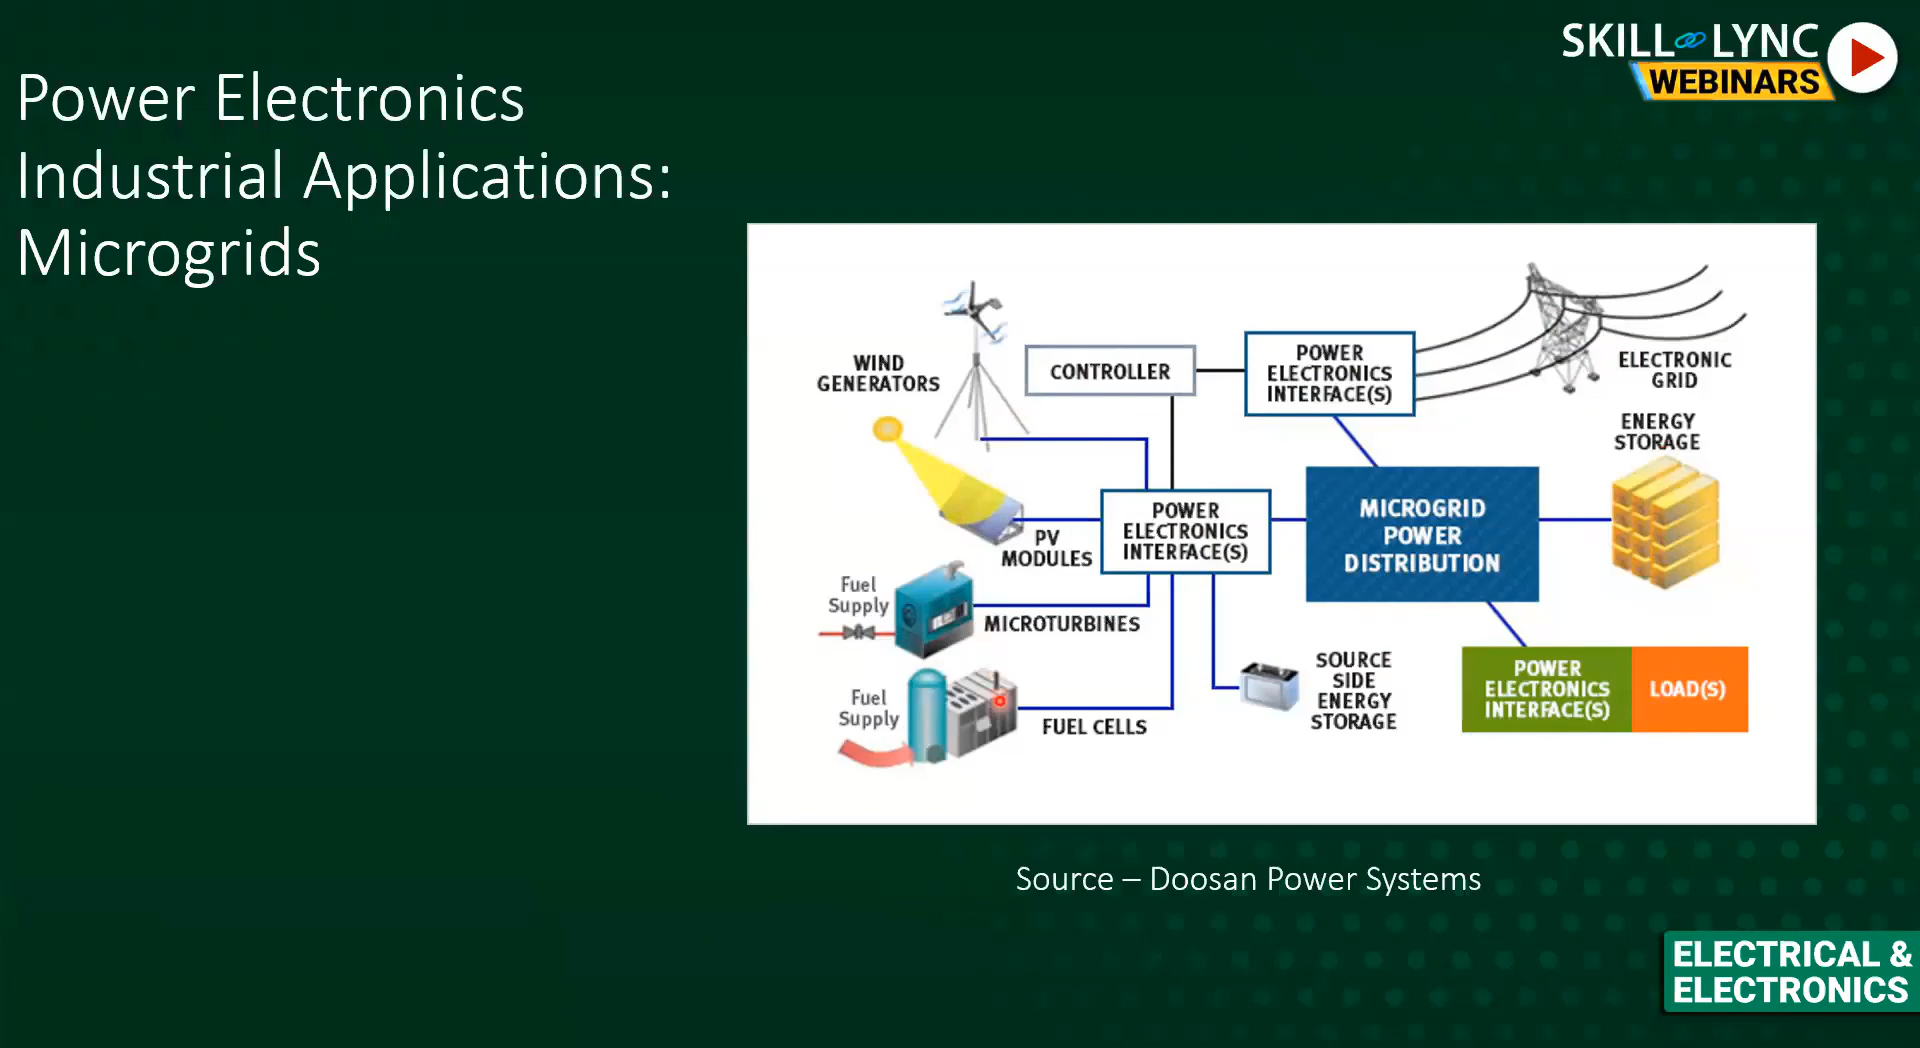 SKILL LYNC
WEBINARS
Power Electronics
Industrial Applications:
Microgrids
WIND
GENERATORS
CONTROLLER
POWER
ELECTRONICS
INTERFACE(S)
ELECTRONIC
GRID
ENERGY
STORAGE
POWER
ELECTRONICS
INTERFACE(S)
MICROGRID
POWER
DISTRIBUTION
PV
MODULES
Fuel
Supply
MICROTURBINES
Fuel
Supply
FUEL CELLS
SOURCE
SIDE
ENERGY
STORAGE
POWER
ELECTRONICS
INTERFACE(S)
LOAD(S)
Source – Doosan Power Systems
ELECTRICAL &
ELECTRONICS